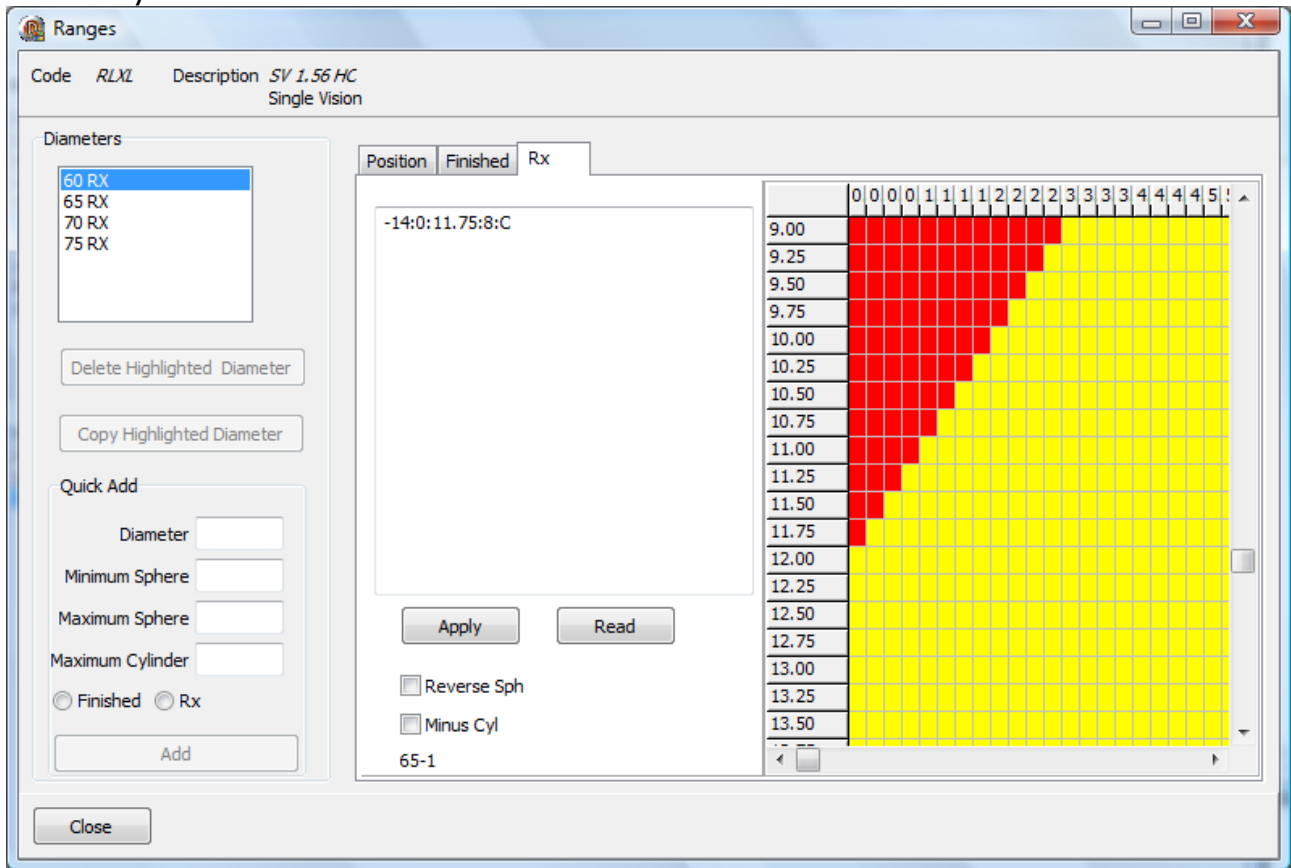 Ranges
Code RLXL Description SV 1.56 HC
Single Vision
Diameters
60 RX
65 RX
70 RX
75 RX
Delete Highlighted Diameter
Copy Highlighted Diameter
Quick Add
Diameter
Minimum Sphere
Maximum Sphere
Maximum Cylinder
Finished Rx
Add
Position Finished Rx
-14:0:11.75:8:C
Apply Read
Reverse Sph
Minus Cyl
65-1
0 0 0 0 1 1 1 1 2 2 2 2 3 3 3 3 4 4 4 4 5
9.00
9.25
9.50
9.75
10.00
10.25
10.50
10.75
11.00
11.25
11.50
11.75
12.00
12.25
12.50
12.75
13.00
13.25
13.50
Close